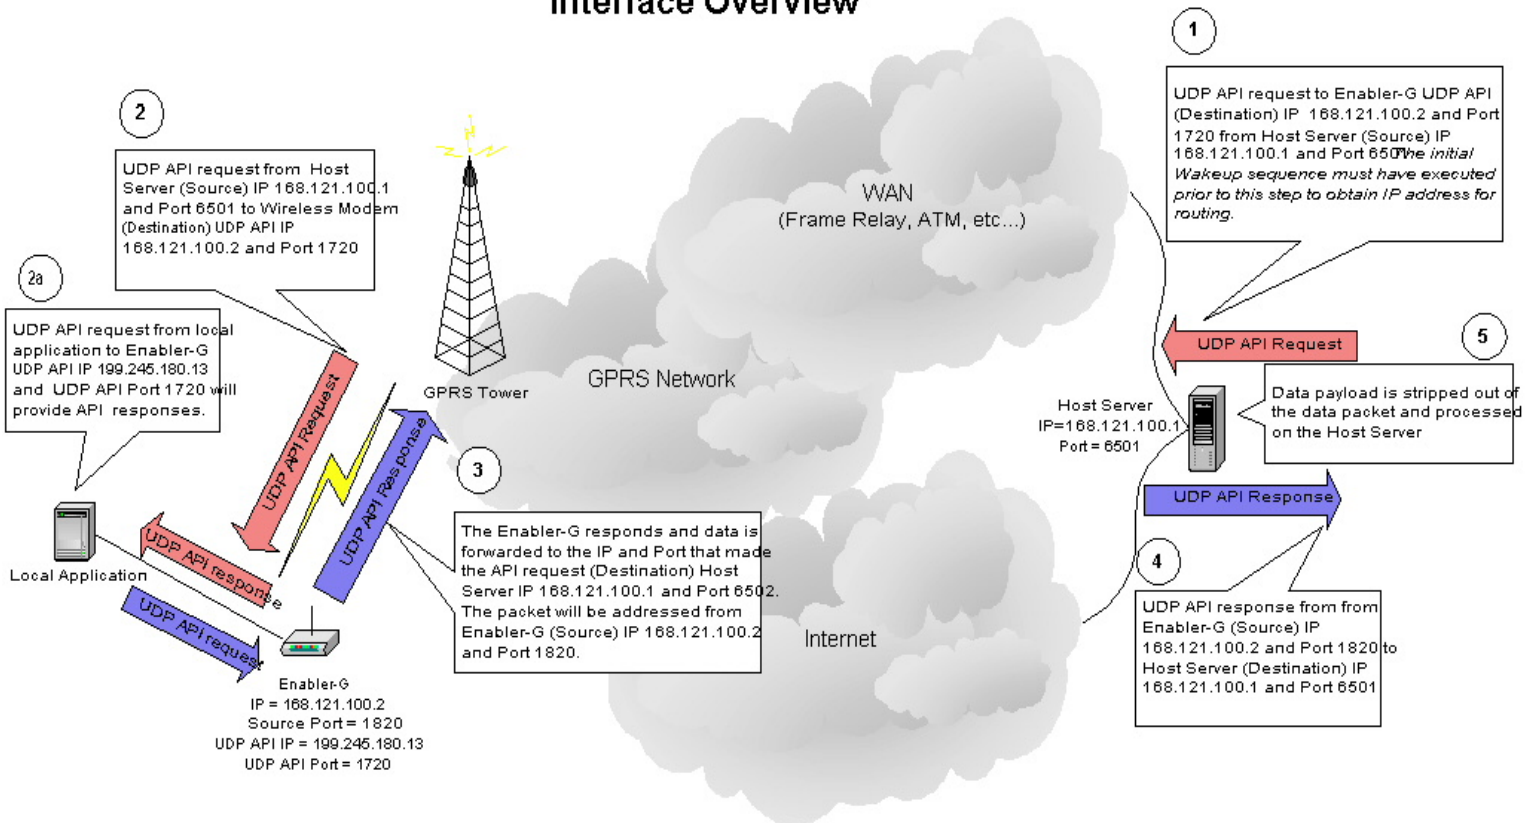 Interface Overview
1
UDP API request to Enabler-G UDP API
(Destination) IP 168.121.100.2 and Port
1720 from Host Server (Source) IP
168.121.100.1 and Port 6501The initial
Wakeup sequence must have executed
prior to this step to obtain IP address for
routing.
2
UDP API request from Host
Server (Source) IP 168.121.100.1
and Port 6501 to Wireless Modem
(Destination) UDP API IP
168.121.100.2 and Port 1720
2a
UDP API request from local
application to Enabler-G
UDP API IP 199.245.180.13
and UDP API Port 1720 will
provide API responses.
WAN
(Frame Relay, ATM, etc...)
GPRS Network
GPRS Tower
UDP API Request
5
Data payload is stripped out of
the data packet and processed
on the Host Server
Host Server
IP=168.121.100.1
Port = 6501
UDP API Response
UDP API Request
UDP API Response
3
The Enabler-G responds and data is
forwarded to the IP and Port that made
the API request (Destination) Host
Server IP 168.121.100.1 and Port 6502.
The packet will be addressed from
Enabler-G (Source) IP 168.121.100.2
and Port 1820.
4
UDP API response from from
Enabler-G (Source) IP
168.121.100.2 and Port 1820 to
Host Server (Destination) IP
168.121.100.1 and Port 6501
Internet
Local Application
UDP API response
UDP API request
Enabler-G
IP = 168.121.100.2
Source Port = 1820
UDP API IP = 199.245.180.13
UDP API Port = 1720